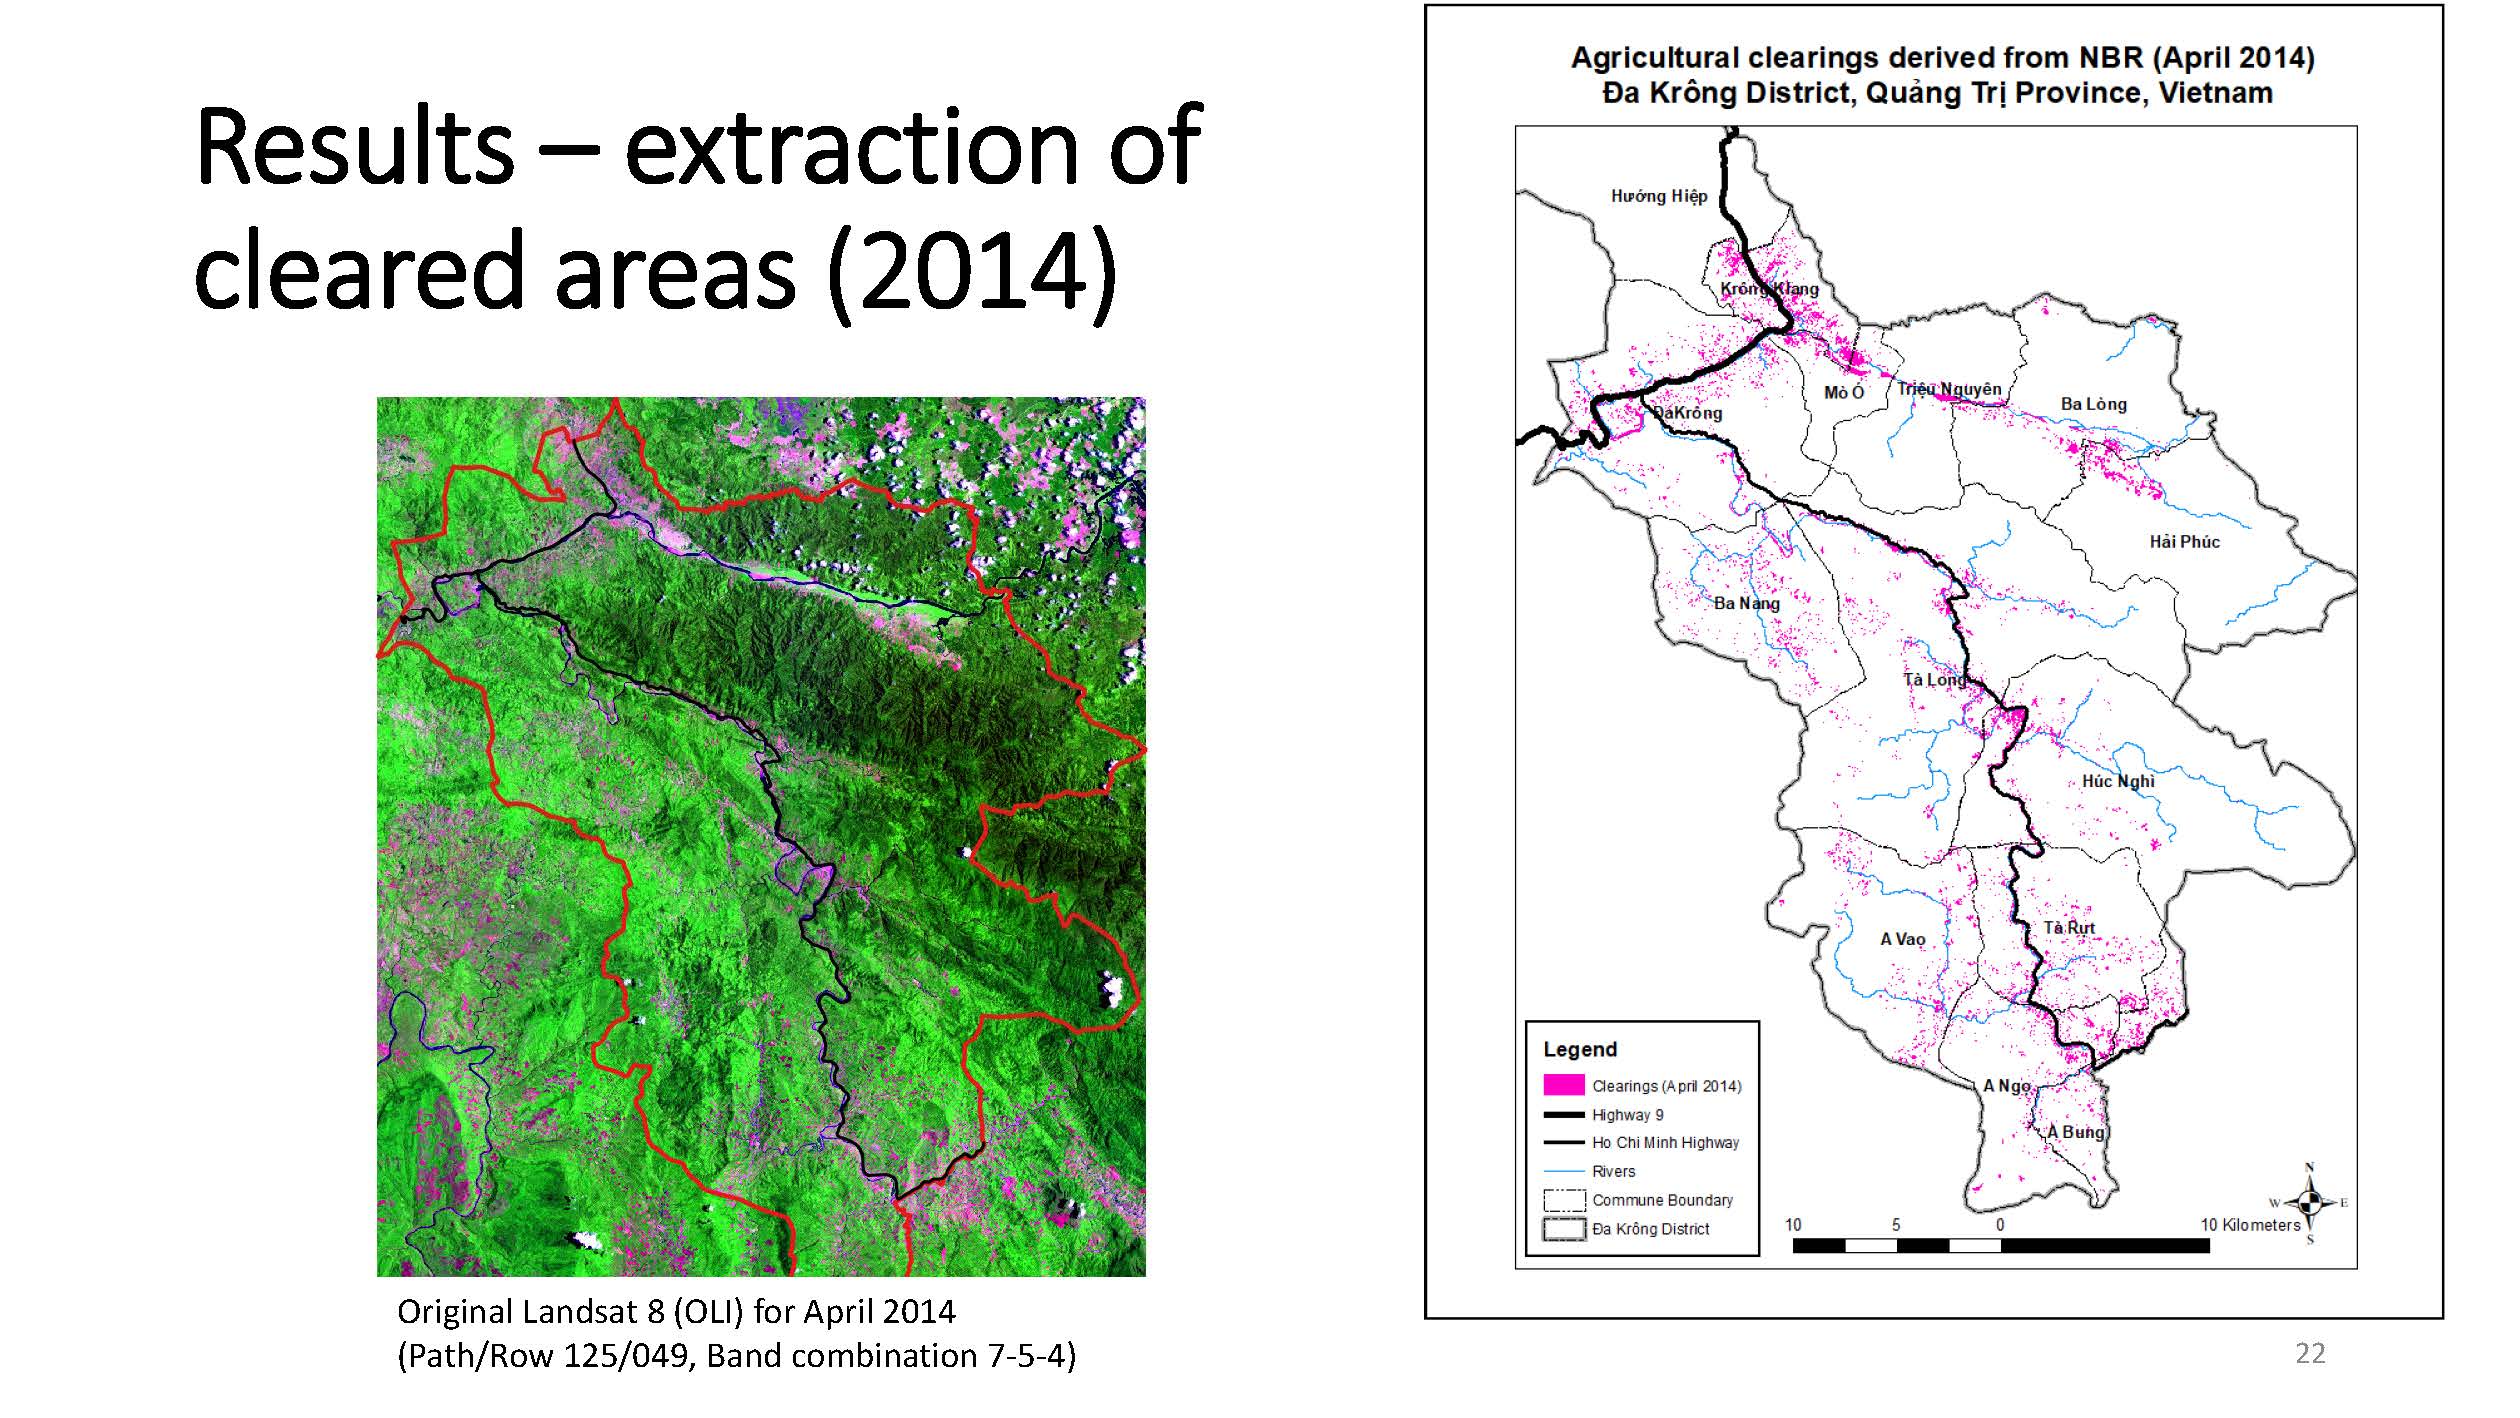 Results – extraction of
cleared areas (2014)
Original Landsat 8 (OLI) for April 2014
(Path/Row 125/049, Band combination 7-5-4)
Agricultural clearings derived from NBR (April 2014)
Đa Krông District, Quảng Trị Province, Vietnam
Hướng Hiệp
Krông Klang
Mò Ó
Triệu Nguyên
Ba Lòng
ĐaKrông
Hải Phúc
Ba Nang
Tà Long
Húc Nghì
Tà Rụt
A Vao
A Ngo
A Bung
Legend
Clearings (April 2014)
Highway 9
Ho Chi Minh Highway
Rivers
Commune Boundary
Đa Krông District
N
W E
S
10 5 0 10 Kilometers
22